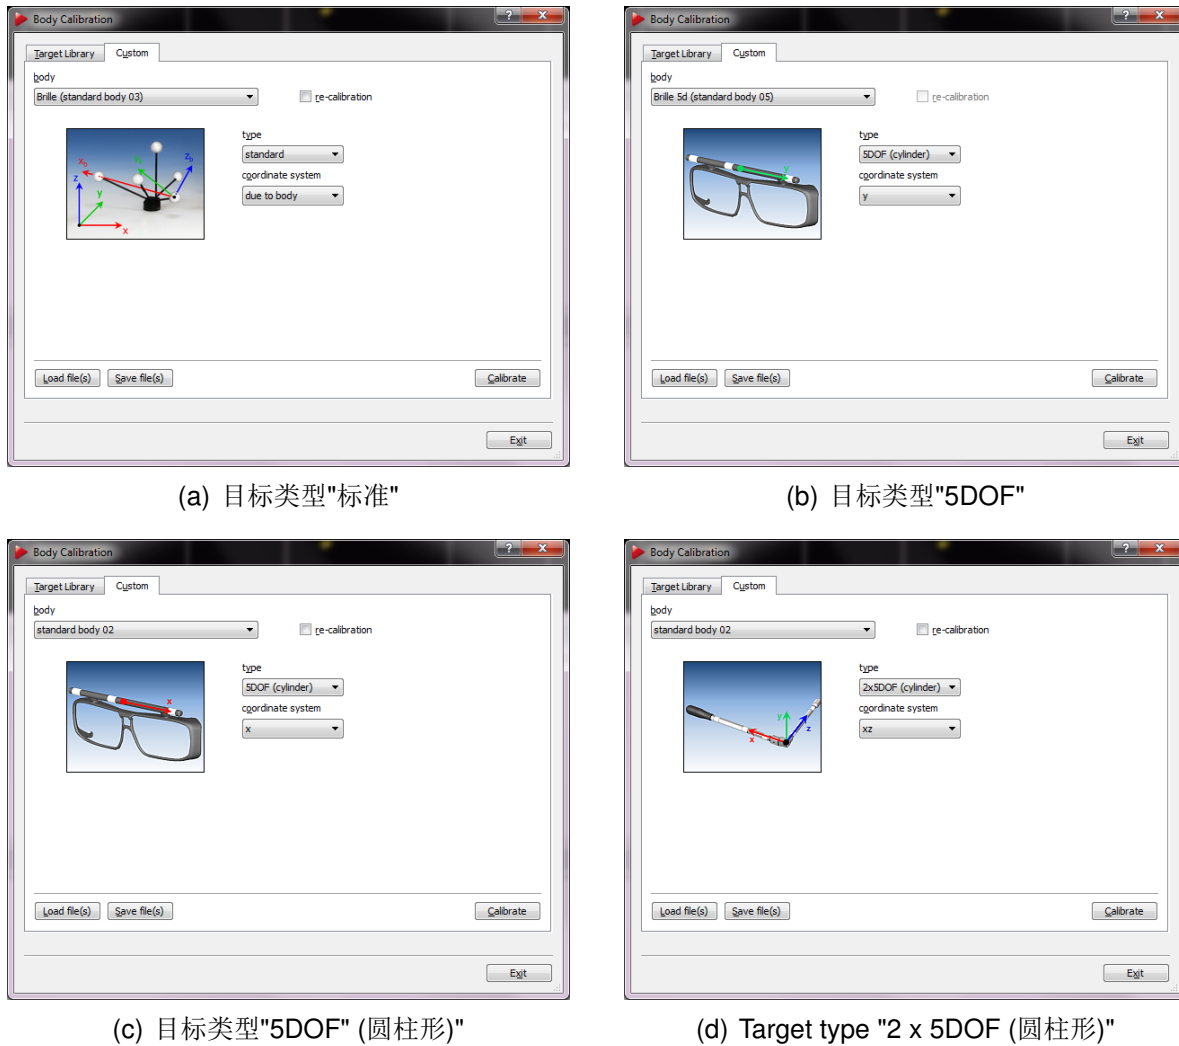 Body Calibration
Target Library Custom
body
Brille (standard body 03) re-calibration
type
standard
coordinate system
due to body
Load file(s) Save file(s) Calibrate
Exit
(a) 目标类型"标准"
Body Calibration
Target Library Custom
body
Brille 5d (standard body 05) re-calibration
type
5DOF (cylinder)
coordinate system
y
y
Load file(s) Save file(s) Calibrate
Exit
(b) 目标类型"5DOF"
Body Calibration
Target Library Custom
body
standard body 02 re-calibration
type
5DOF (cylinder)
x
coordinate system
x
Load file(s) Save file(s) Calibrate
Exit
(c) 目标类型"5DOF" (圆柱形)"
Body Calibration
Target Library Custom
body
standard body 02 re-calibration
type
2x5DOF (cylinder)
coordinate system
y
x z
xz
Load file(s) Save file(s) Calibrate
Exit
(d) Target type "2 x 5DOF (圆柱形)"